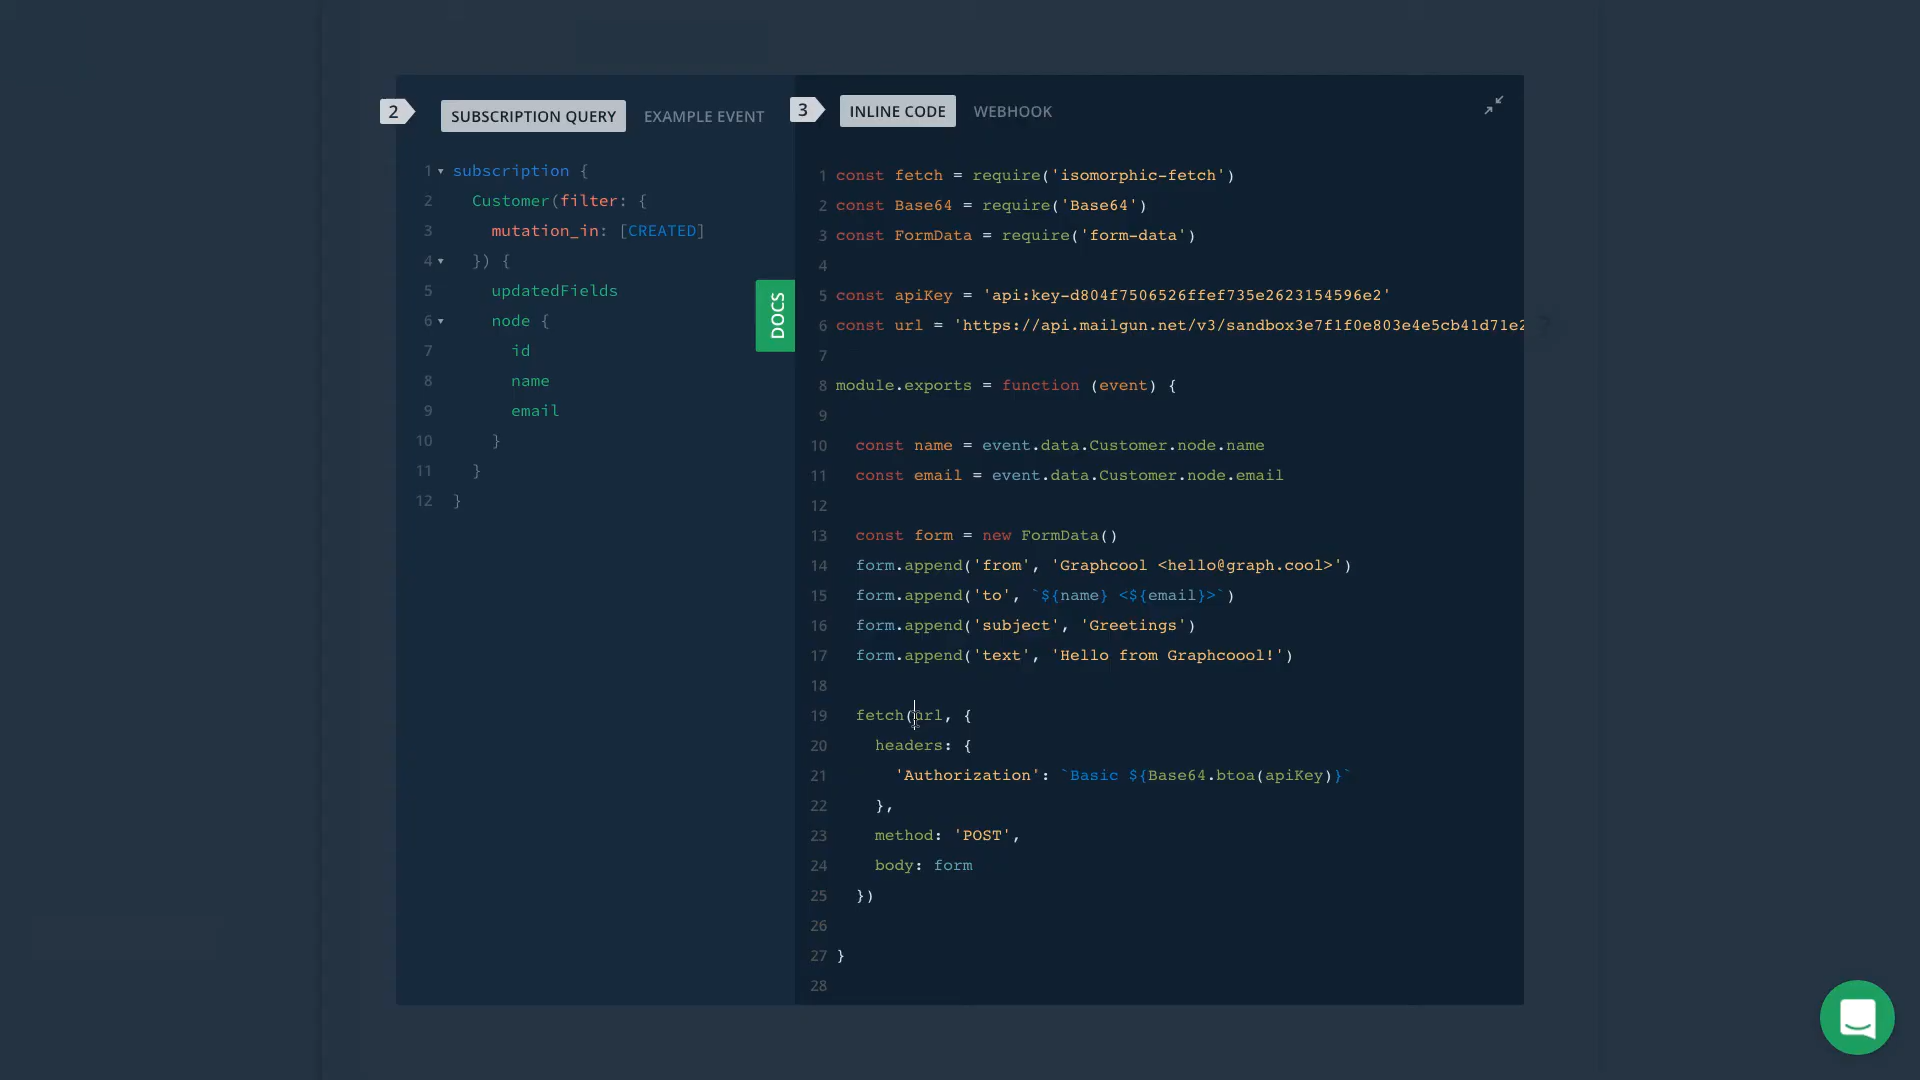 2
SUBSCRIPTION QUERY
EXAMPLE EVENT
1 subscription {
2 Customer(filter: {
3 mutation_in: [CREATED]
4 }) {
5 updatedFields
6 node {
7 id
8 name
9 email
10 }
11 }
12 }
DOCS
3
INLINE CODE
WEBHOOK
1 const fetch = require('isomorphic-fetch')
2 const Base64 = require('Base64')
3 const FormData = require('form-data')
4
5 const apiKey = 'api:key-d804f7506526ffef735e2623154596e2'
6 const url = 'https://api.mailgun.net/v3/sandbox3e7f1f0e803e4e5cb41d71e2
7
8 module.exports = function (event) {
9
10 const name = event.data.Customer.node.name
11 const email = event.data.Customer.node.email
12
13 const form = new FormData()
14 form.append('from', 'Graphcool <hello@graph.cool>')
15 form.append('to', `${name} <${email}>`)
16 form.append('subject', 'Greetings')
17 form.append('text', 'Hello from Graphcoool!')
18
19 fetch(url, {
20 headers: {
21 'Authorization': `Basic ${Base64.btoa(apiKey)}`
22 },
23 method: 'POST',
24 body: form
25 })
26
27 }
28